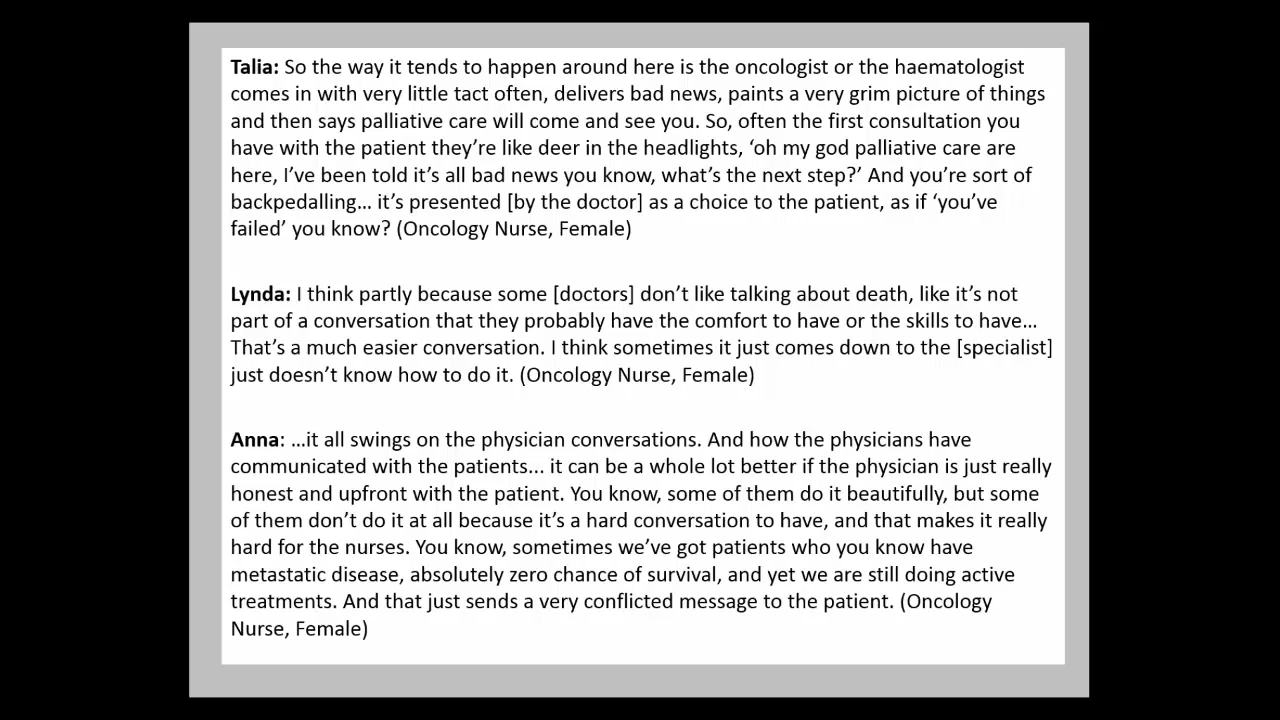 Talia: So the way it tends to happen around here is the oncologist or the haematologist
comes in with very little tact often, delivers bad news, paints a very grim picture of things
and then says palliative care will come and see you. So, often the first consultation you
have with the patient they’re like deer in the headlights, ‘oh my god palliative care are
here, I’ve been told it’s all bad news you know, what’s the next step?’ And you’re sort of
backpedalling… it’s presented [by the doctor] as a choice to the patient, as if ‘you’ve
failed’ you know? (Oncology Nurse, Female)
Lynda: I think partly because some [doctors] don’t like talking about death, like it’s not
part of a conversation that they probably have the comfort to have or the skills to have…
That’s a much easier conversation. I think sometimes it just comes down to the [specialist]
just doesn’t know how to do it. (Oncology Nurse, Female)
Anna: …it all swings on the physician conversations. And how the physicians have
communicated with the patients... it can be a whole lot better if the physician is just really
honest and upfront with the patient. You know, some of them do it beautifully, but some
of them don’t do it at all because it’s a hard conversation to have, and that makes it really
hard for the nurses. You know, sometimes we’ve got patients who you know have
metastatic disease, absolutely zero chance of survival, and yet we are still doing active
treatments. And that just sends a very conflicted message to the patient. (Oncology
Nurse, Female)